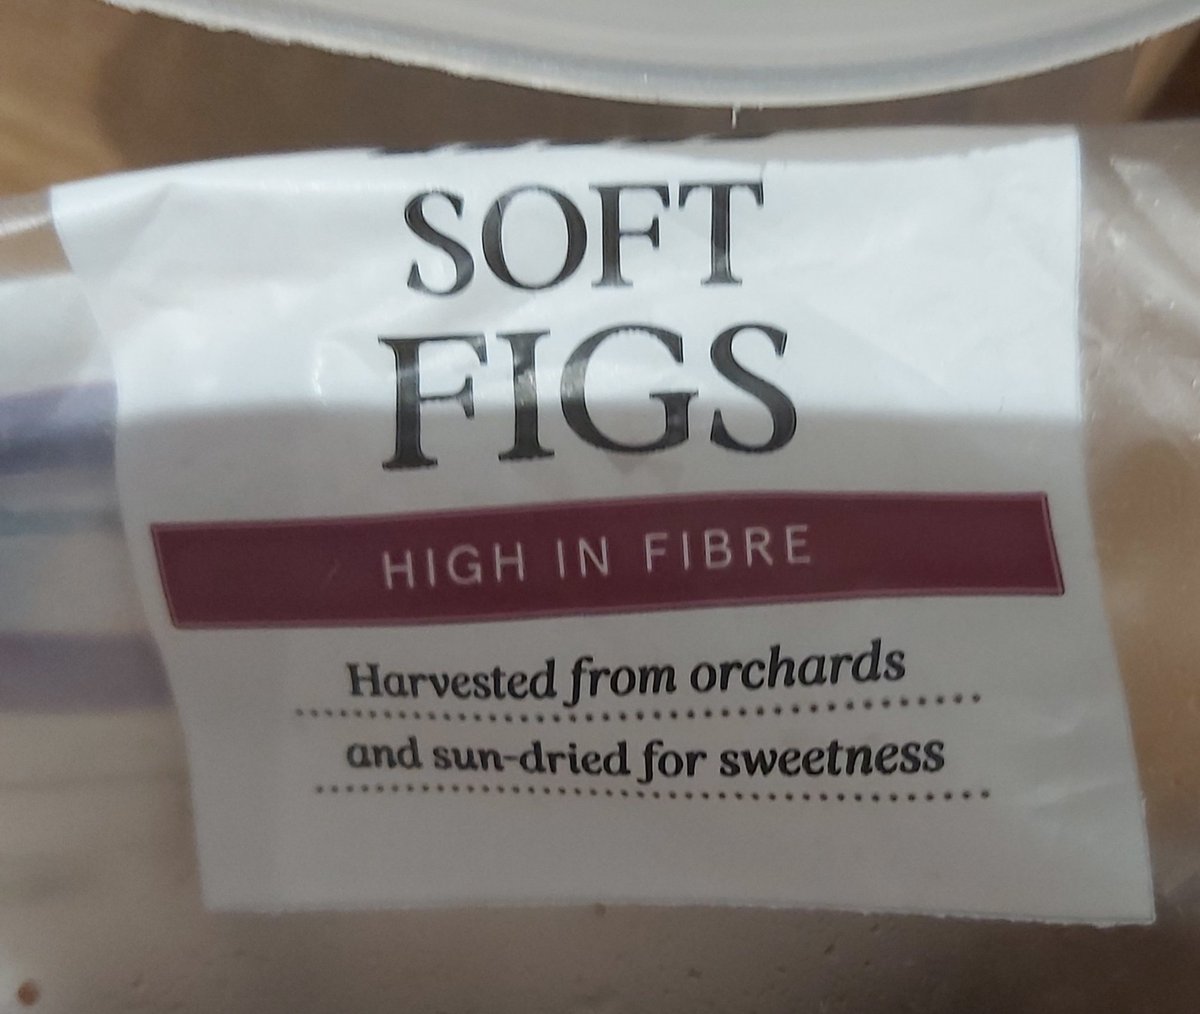 SOFT
FIGS
HIGH IN FIBRE
Harvested from orchards
and sun-dried for sweetness